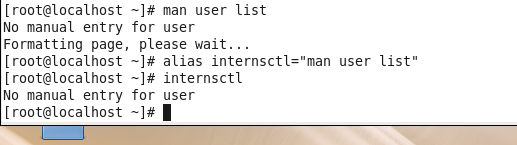 [root@localhost ~]# man user list
No manual entry for user
Formatting page, please wait...
[root@localhost ~]# alias internsctl="man user list"
[root@localhost ~]# internsctl
No manual entry for user
[root@localhost ~]#